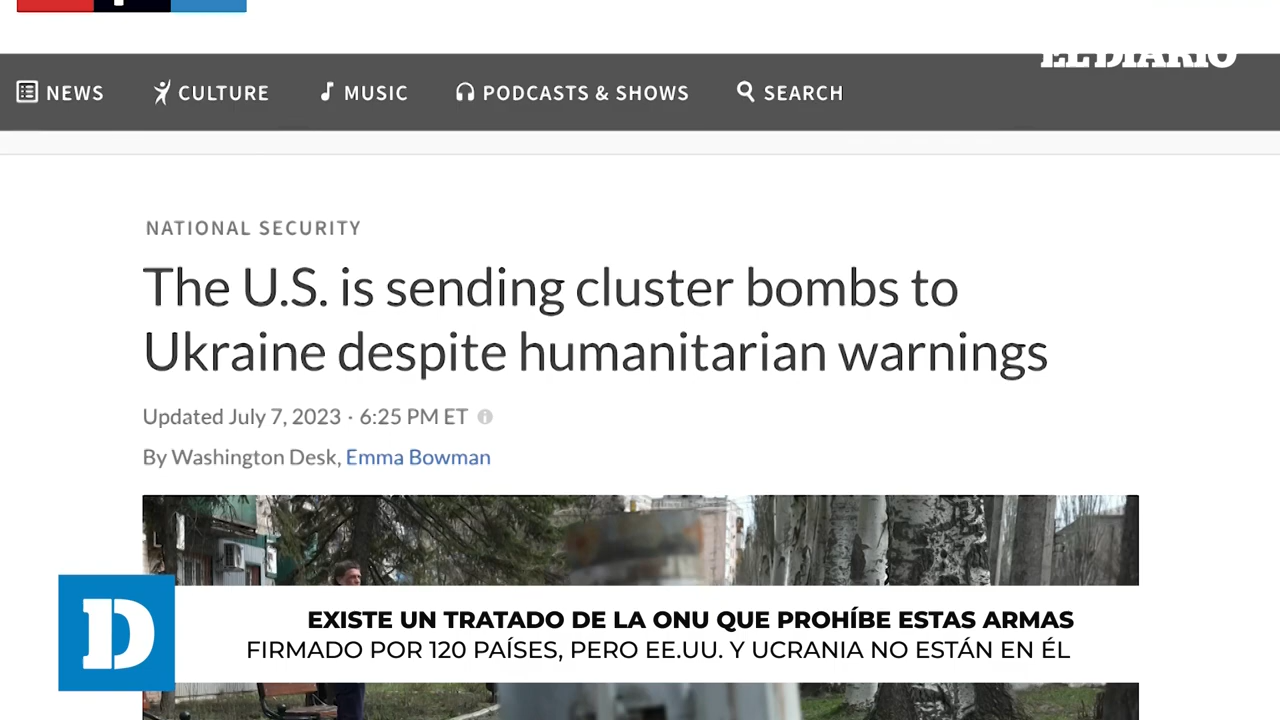 EL DIARIO
NEWS
CULTURE
MUSIC
PODCASTS & SHOWS
SEARCH
NATIONAL SECURITY
The U.S. is sending cluster bombs to
Ukraine despite humanitarian warnings
Updated July 7, 2023 · 6:25 PM ET
By Washington Desk, Emma Bowman
D
EXISTE UN TRATADO DE LA ONU QUE PROHÍBE ESTAS ARMAS
FIRMADO POR 120 PAÍSES, PERO EE.UU. Y UCRANIA NO ESTÁN EN ÉL